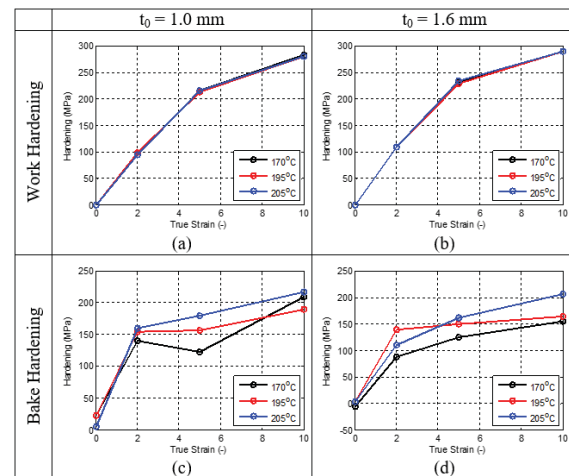 t₀ = 1.0 mm
t₀ = 1.6 mm
Work Hardening
Hardening (MPa)
300
250
200
150
100
50
0
0 2 4 6 8 10
True Strain (-)
170°C
195°C
205°C
(a)
Hardening (MPa)
300
250
200
150
100
50
0
0 2 4 6 8 10
True Strain (-)
170°C
195°C
205°C
(b)
Bake Hardening
Hardening (MPa)
250
200
150
100
50
0
0 2 4 6 8 10
True Strain (-)
170°C
195°C
205°C
(c)
Hardening (MPa)
250
200
150
100
50
0
-50
0 2 4 6 8 10
True Strain (-)
170°C
195°C
205°C
(d)